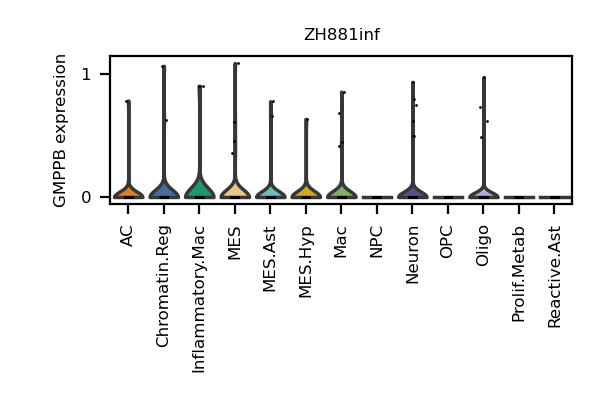 ZH881inf
GMPPB expression
1
0
AC
Chromatin.Reg
Inflammatory.Mac
MES
MES.Ast
MES.Hyp
Mac
NPC
Neuron
OPC
Oligo
Prolif.Metab
Reactive.Ast